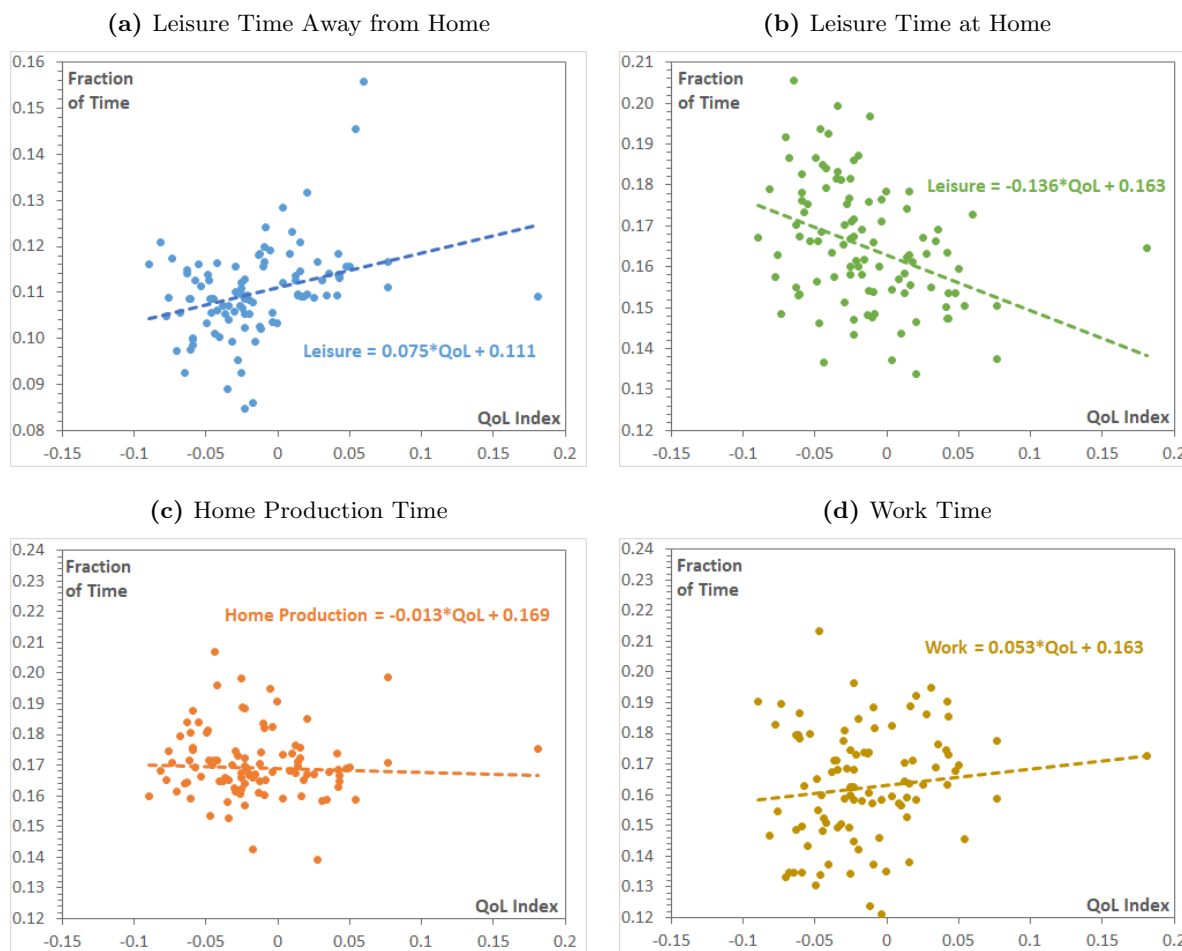 (a) Leisure Time Away from Home
0.16
0.15
0.14
0.13
0.12
0.11
0.10
0.09
0.08
Fraction
of Time
Leisure = 0.075*QoL + 0.111
QoL Index
-0.15 -0.1 -0.05 0 0.05 0.1 0.15 0.2
(b) Leisure Time at Home
0.21
0.20
0.19
0.18
0.17
0.16
0.15
0.14
0.13
0.12
Fraction
of Time
Leisure = -0.136*QoL + 0.163
QoL Index
-0.15 -0.1 -0.05 0 0.05 0.1 0.15 0.2
(c) Home Production Time
0.24
0.23
0.22
0.21
0.20
0.19
0.18
0.17
0.16
0.15
0.14
0.13
0.12
Fraction
of Time
Home Production = -0.013*QoL + 0.169
QoL Index
-0.15 -0.1 -0.05 0 0.05 0.1 0.15 0.2
(d) Work Time
0.24
0.23
0.22
0.21
0.20
0.19
0.18
0.17
0.16
0.15
0.14
0.13
0.12
Fraction
of Time
Work = 0.053*QoL + 0.163
QoL Index
-0.15 -0.1 -0.05 0 0.05 0.1 0.15 0.2